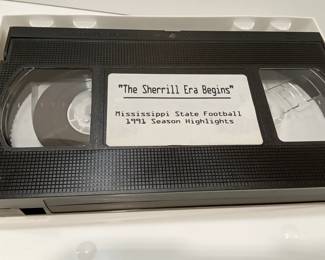 "The Sherrill Era Begins"
Mississippi State Football
1991 Season Highlights